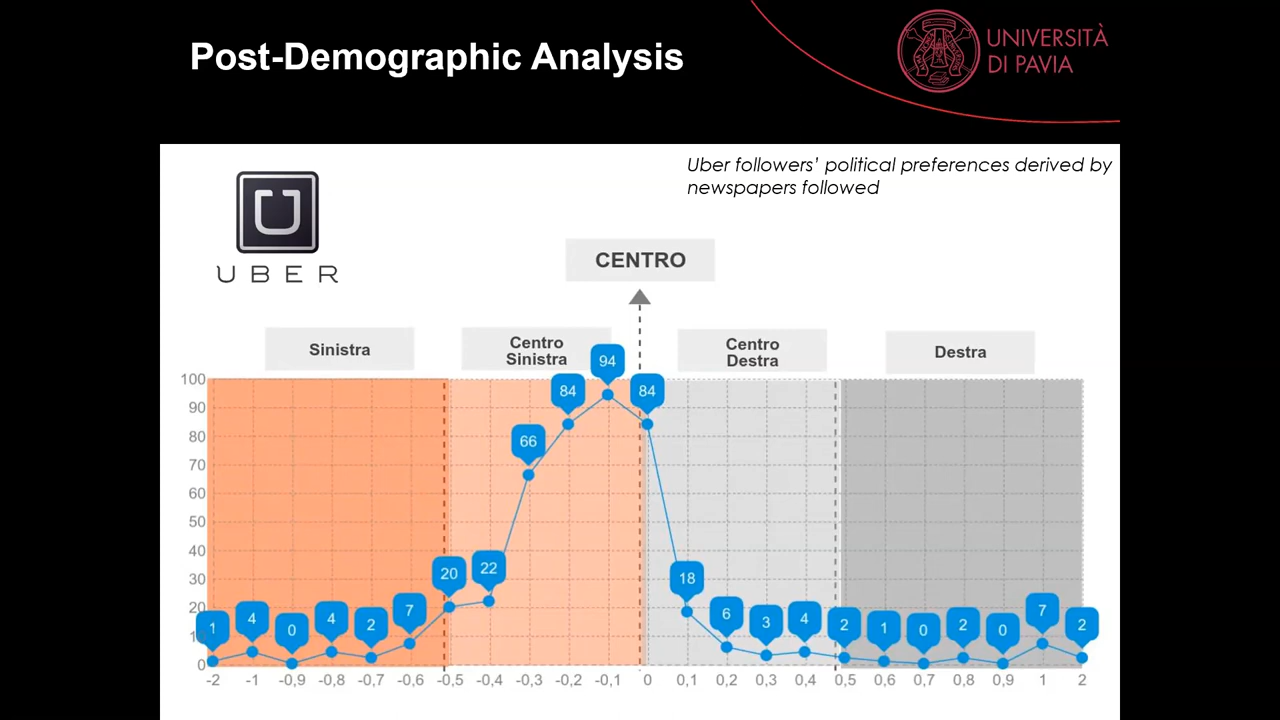 Post-Demographic Analysis
UNIVERSITÀ
DI PAVIA
Uber followers' political preferences derived by
newspapers followed
UBER
CENTRO
Sinistra
Centro
Sinistra
Centro
Destra
Destra
100
90
80
70
60
50
40
30
20
10
0
1
4
0
4
2
7
20
22
66
84
94
84
18
6
3
4
2
1
0
2
0
7
2
-2 -1 -0,9 -0,8 -0,7 -0,6 -0,5 -0,4 -0,3 -0,2 -0,1 0 0,1 0,2 0,3 0,4 0,5 0,6 0,7 0,8 0,9 1 2